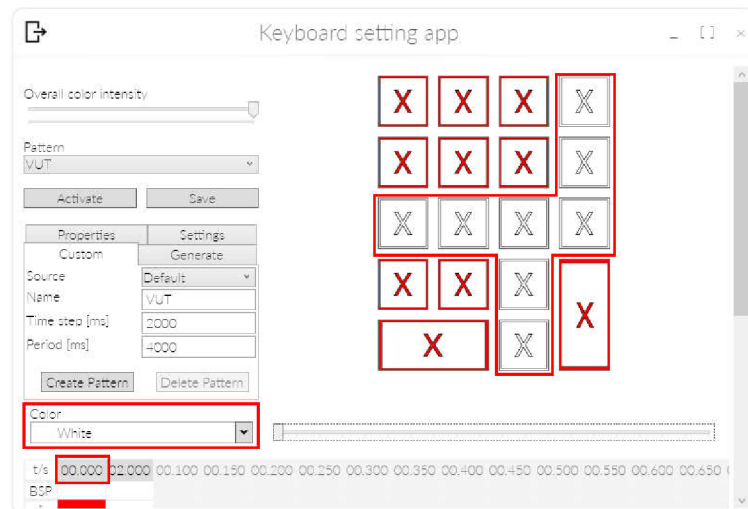 Keyboard setting app
Overall color intensity
Pattern
VUT
Activate Save
Properties Settings
Custom Generate
Source Default
Name VUT
Time step [ms] 2000
Period [ms] 4000
Create Pattern Delete Pattern
Color
White
X X X X
X X X X
X X X X
X X X X
X X
t/s 00.000 02.000 00.100 00.150 00.200 00.250 00.300 00.350 00.400 00.450 00.500 00.550 00.600 00.650
BSP